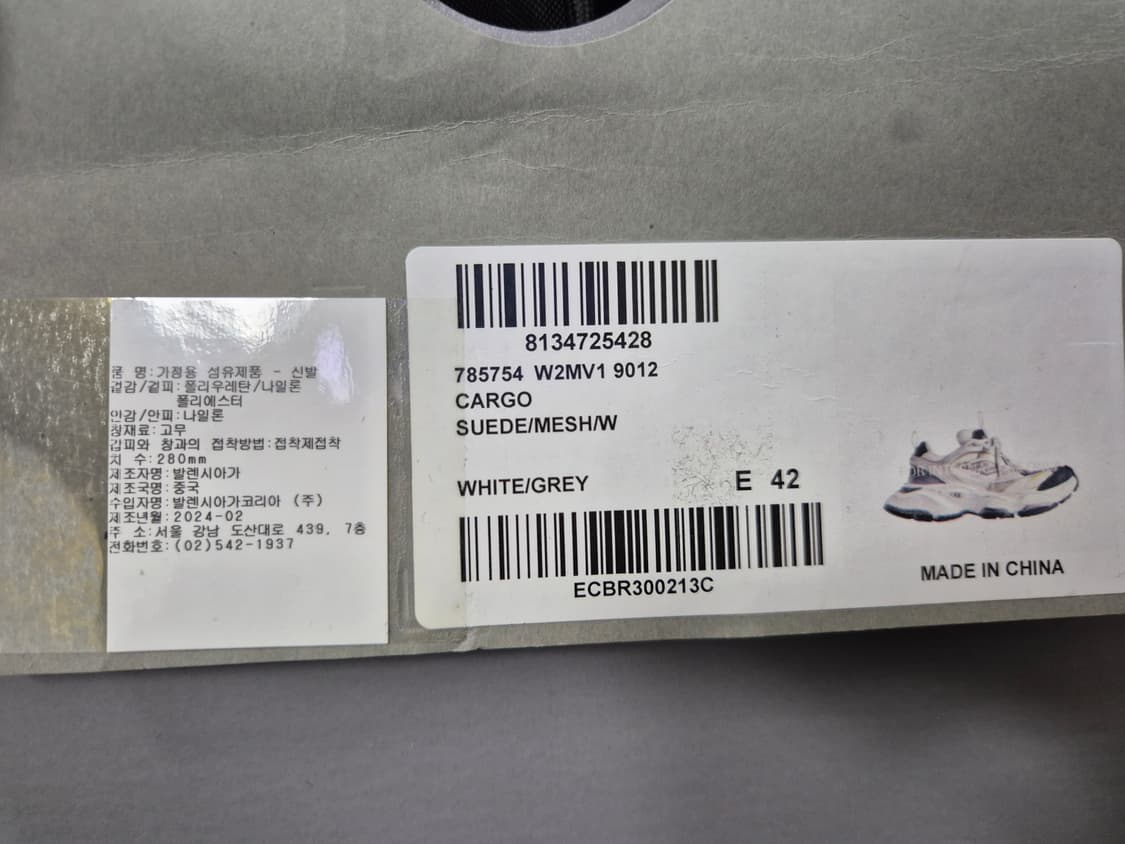 품 명:가정용 섬유제품 - 신발
겉감/겉피:폴리우레탄/나일론
폴리에스터
안감/안피:나일론
창재료:고무
갑피와 창과의 접착방법:접착제접착
치 수:280mm
제조자명:발렌시아가
제조국명:중국
수입자명:발렌시아가코리아 (주)
제조년월:2024-02
주 소:서울 강남 도산대로 439, 7층
전화번호:(02)542-1937
8134725428
785754 W2MV1 9012
CARGO
SUEDE/MESH/W
WHITE/GREY
E 42
ECBR300213C
MADE IN CHINA